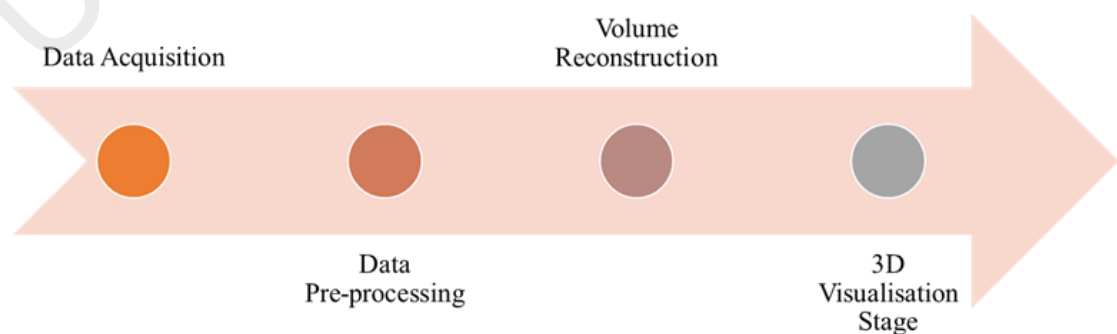 Data Acquisition
Data
Pre-processing
Volume
Reconstruction
3D
Visualisation
Stage